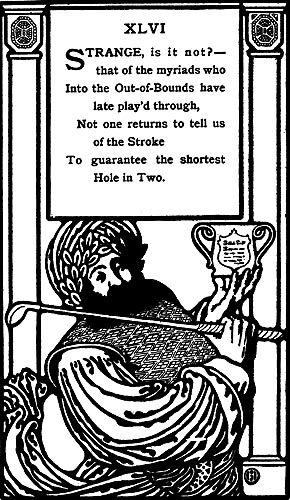 XLVI
STRANGE, is it not?—
that of the myriads who
Into the Out-of-Bounds have
late play'd through,
Not one returns to tell us
of the Stroke
To guarantee the shortest
Hole in Two.